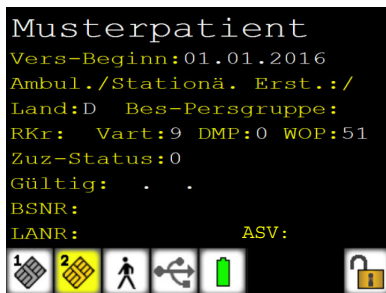 Musterpatient
Vers-Beginn:01.01.2016
Ambul./Stationä. Erst.:/
Land:D Bes-Persgruppe:
RKr: Vart:9 DMP:0 WOP:51
Zuz-Status:0
Gültig: . .
BSNR:
LANR: ASV:
1 2